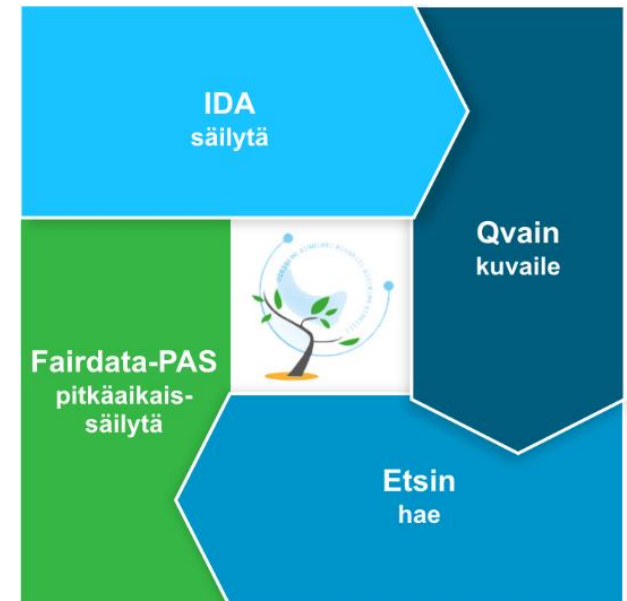 IDA
säilytä
Qvain
kuvaile
Fairdata-PAS
pitkäaikais-
säilytä
Etsin
hae